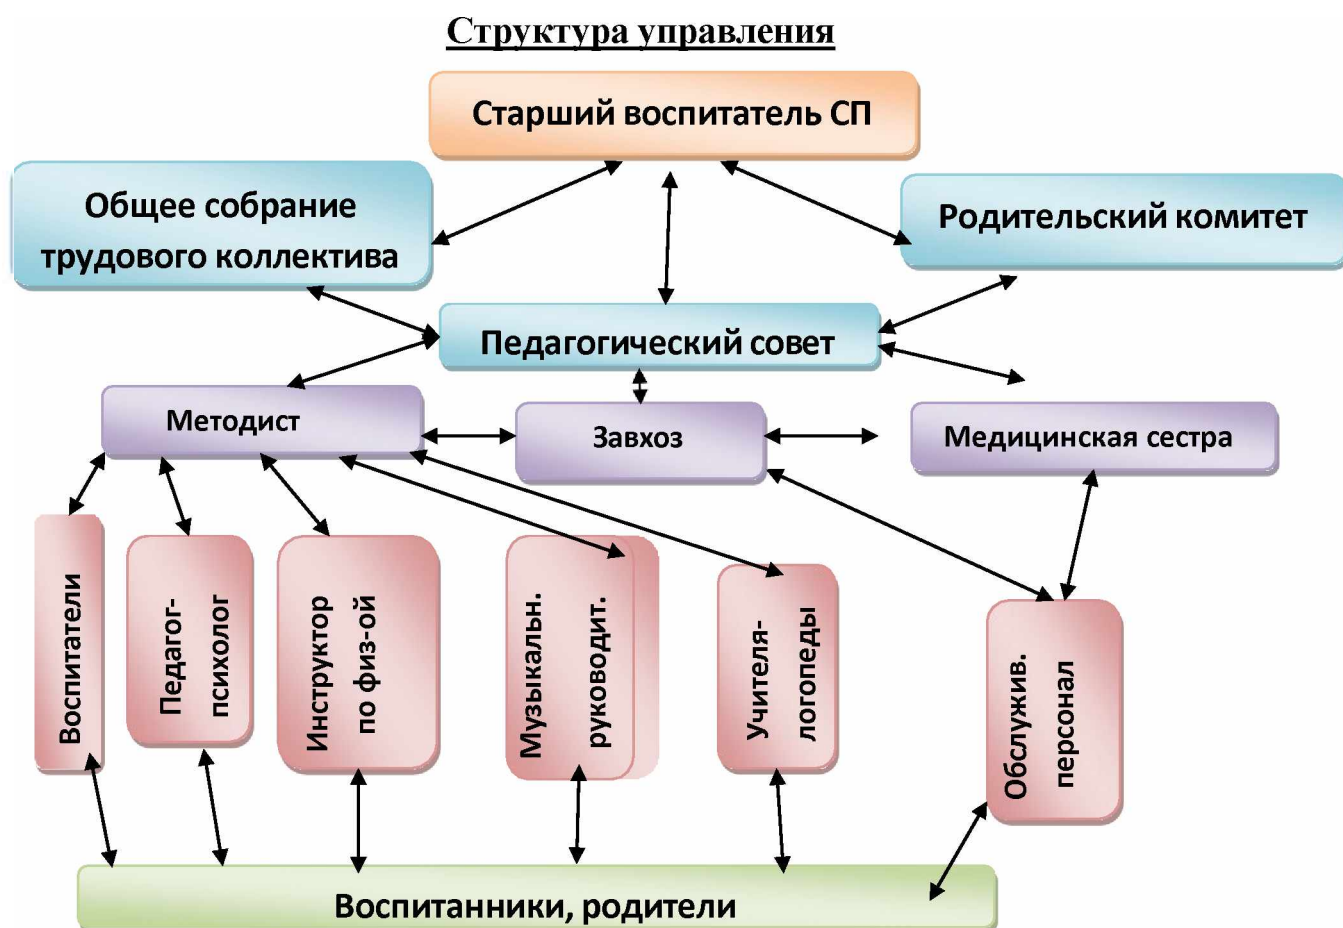 Структура управления
Старший воспитатель СП
Общее собрание
трудового коллектива
Родительский комитет
Педагогический совет
Методист
Завхоз
Медицинская сестра
Воспитатели
Педагог-
психолог
Инструктор
по физ-ой
Музыкальн.
руководит.
Учителя-
логопеды
Обслужив.
персонал
Воспитанники, родители